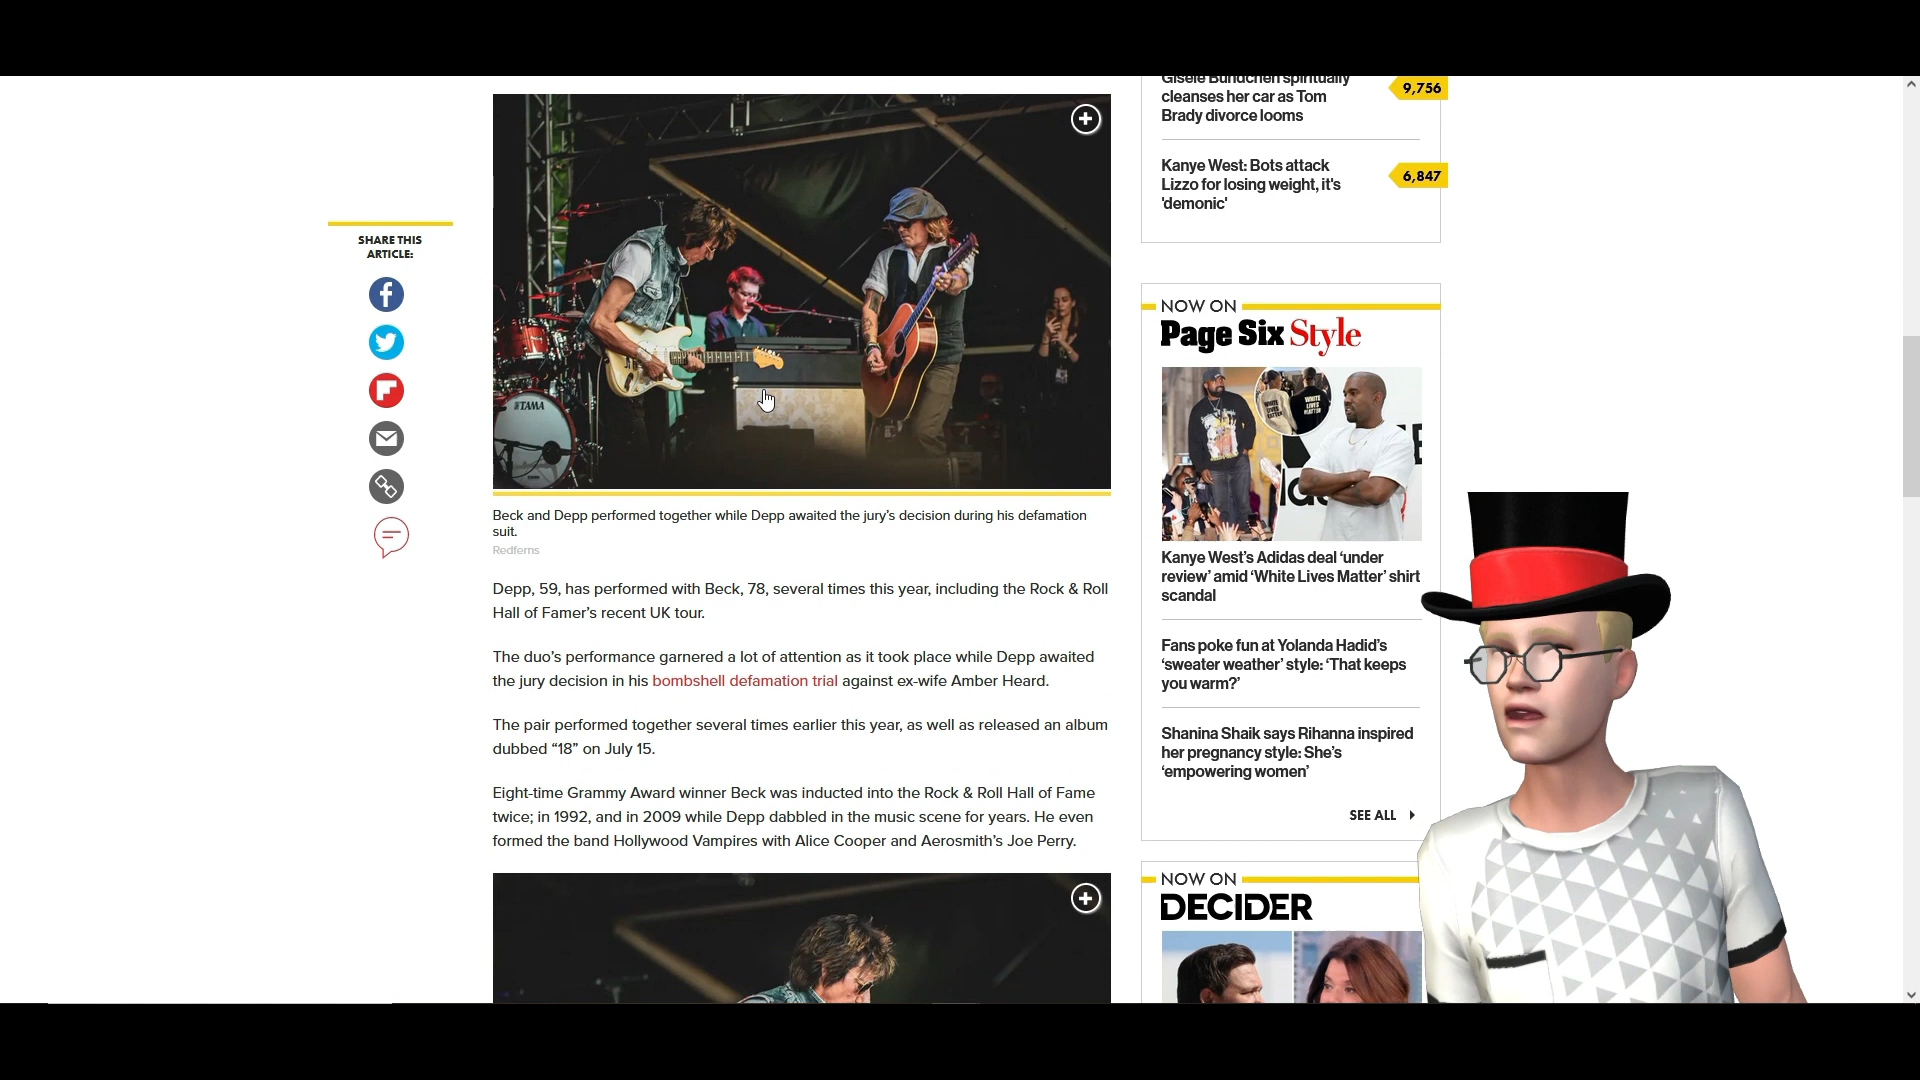 Gisele Bündchen spiritually
cleanses her car as Tom
Brady divorce looms
9,756
Kanye West: Bots attack
Lizzo for losing weight, it's
'demonic'
6,847
SHARE THIS
ARTICLE:
TAMA
Beck and Depp performed together while Depp awaited the jury’s decision during his defamation
suit.
Redferns
Depp, 59, has performed with Beck, 78, several times this year, including the Rock & Roll
Hall of Famer’s recent UK tour.
The duo’s performance garnered a lot of attention as it took place while Depp awaited
the jury decision in his bombshell defamation trial against ex-wife Amber Heard.
The pair performed together several times earlier this year, as well as released an album
dubbed “18” on July 15.
Eight-time Grammy Award winner Beck was inducted into the Rock & Roll Hall of Fame
twice; in 1992, and in 2009 while Depp dabbled in the music scene for years. He even
formed the band Hollywood Vampires with Alice Cooper and Aerosmith’s Joe Perry.
NOW ON
Page Six Style
WHITE
LIVES
MATTER
WHITE
LIVES
MATTER
Kanye West’s Adidas deal ‘under
review’ amid ‘White Lives Matter’ shirt
scandal
Fans poke fun at Yolanda Hadid’s
‘sweater weather’ style: ‘That keeps
you warm?’
Shanina Shaik says Rihanna inspired
her pregnancy style: She’s
‘empowering women’
SEE ALL
NOW ON
DECIDER